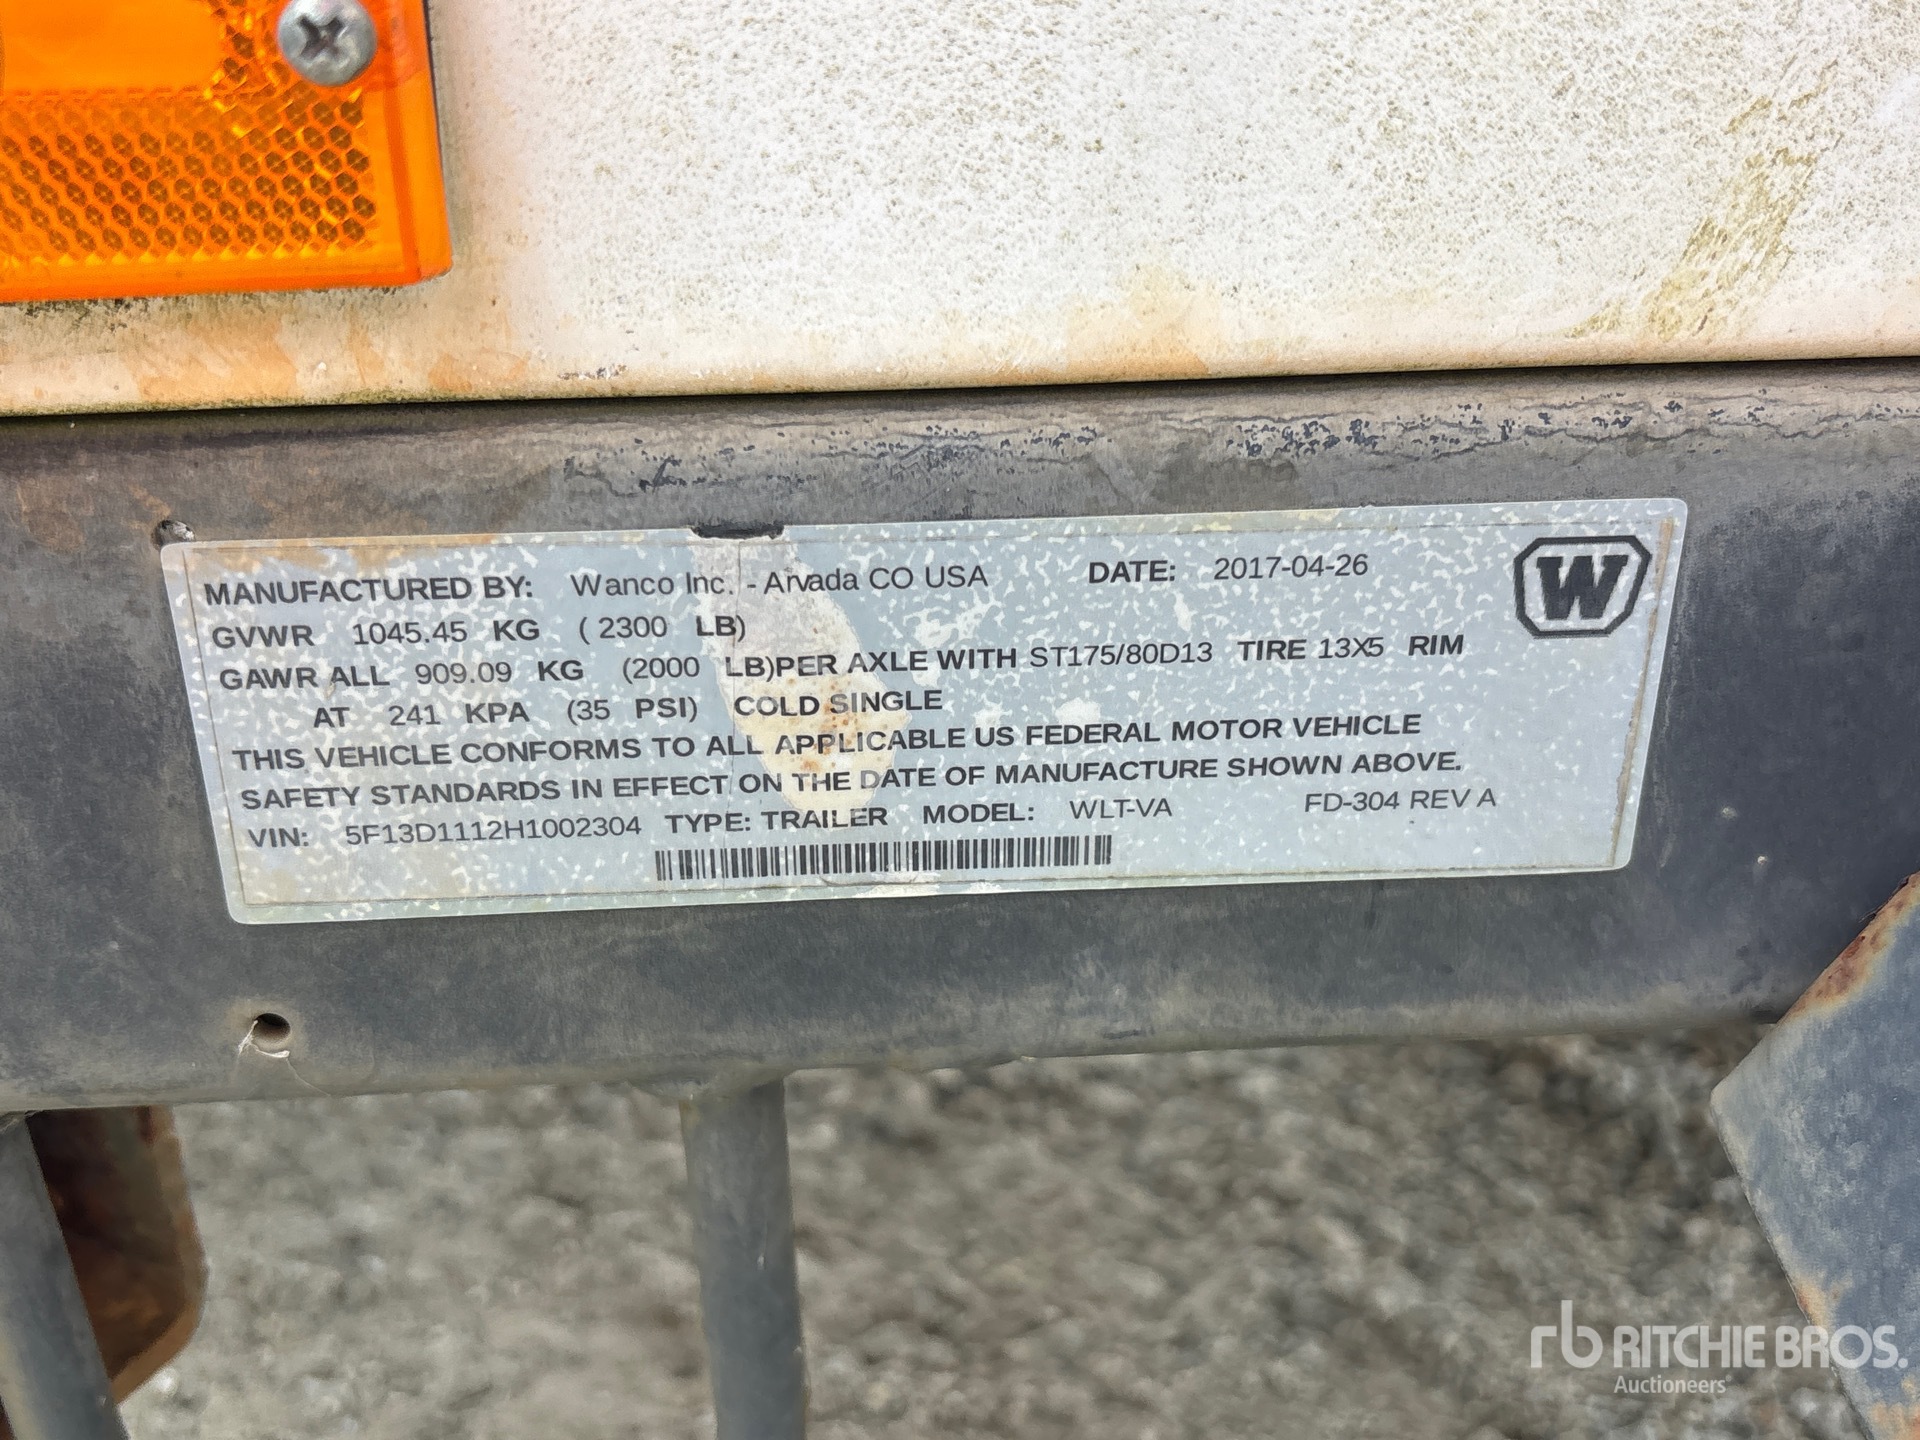 MANUFACTURED BY: Wanco Inc. - Arvada CO USA DATE: 2017-04-26 W
GVWR 1045.45 KG ( 2300 LB)
GAWR ALL 909.09 KG (2000 LB)PER AXLE WITH ST175/80D13 TIRE 13X5 RIM
AT 241 KPA (35 PSI) COLD SINGLE
THIS VEHICLE CONFORMS TO ALL APPLICABLE US FEDERAL MOTOR VEHICLE
SAFETY STANDARDS IN EFFECT ON THE DATE OF MANUFACTURE SHOWN ABOVE.
VIN: 5F13D1112H1002304 TYPE: TRAILER MODEL: WLT-VA FD-304 REV A
rb RITCHIE BROS.
Auctioneers